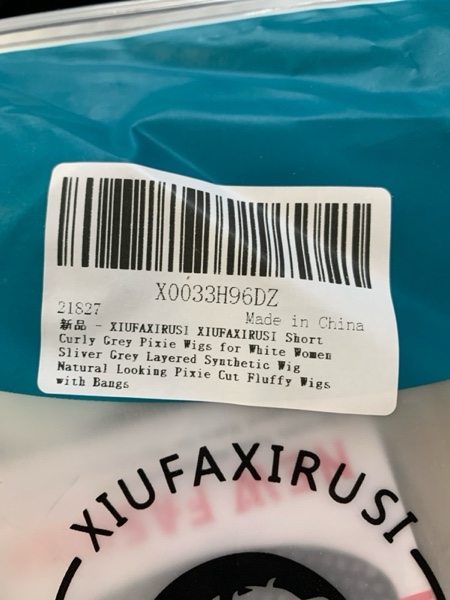 X0033H96DZ
21827
Made in China
新品 - XIUFAXIRUSI XIUFAXIRUSI Short
Curly Grey Pixie Wigs for White Women
Sliver Grey Layered Synthetic Wig
Natural Looking Pixie Cut Fluffy Wigs
with Bangs
XIUFAXIRUSI